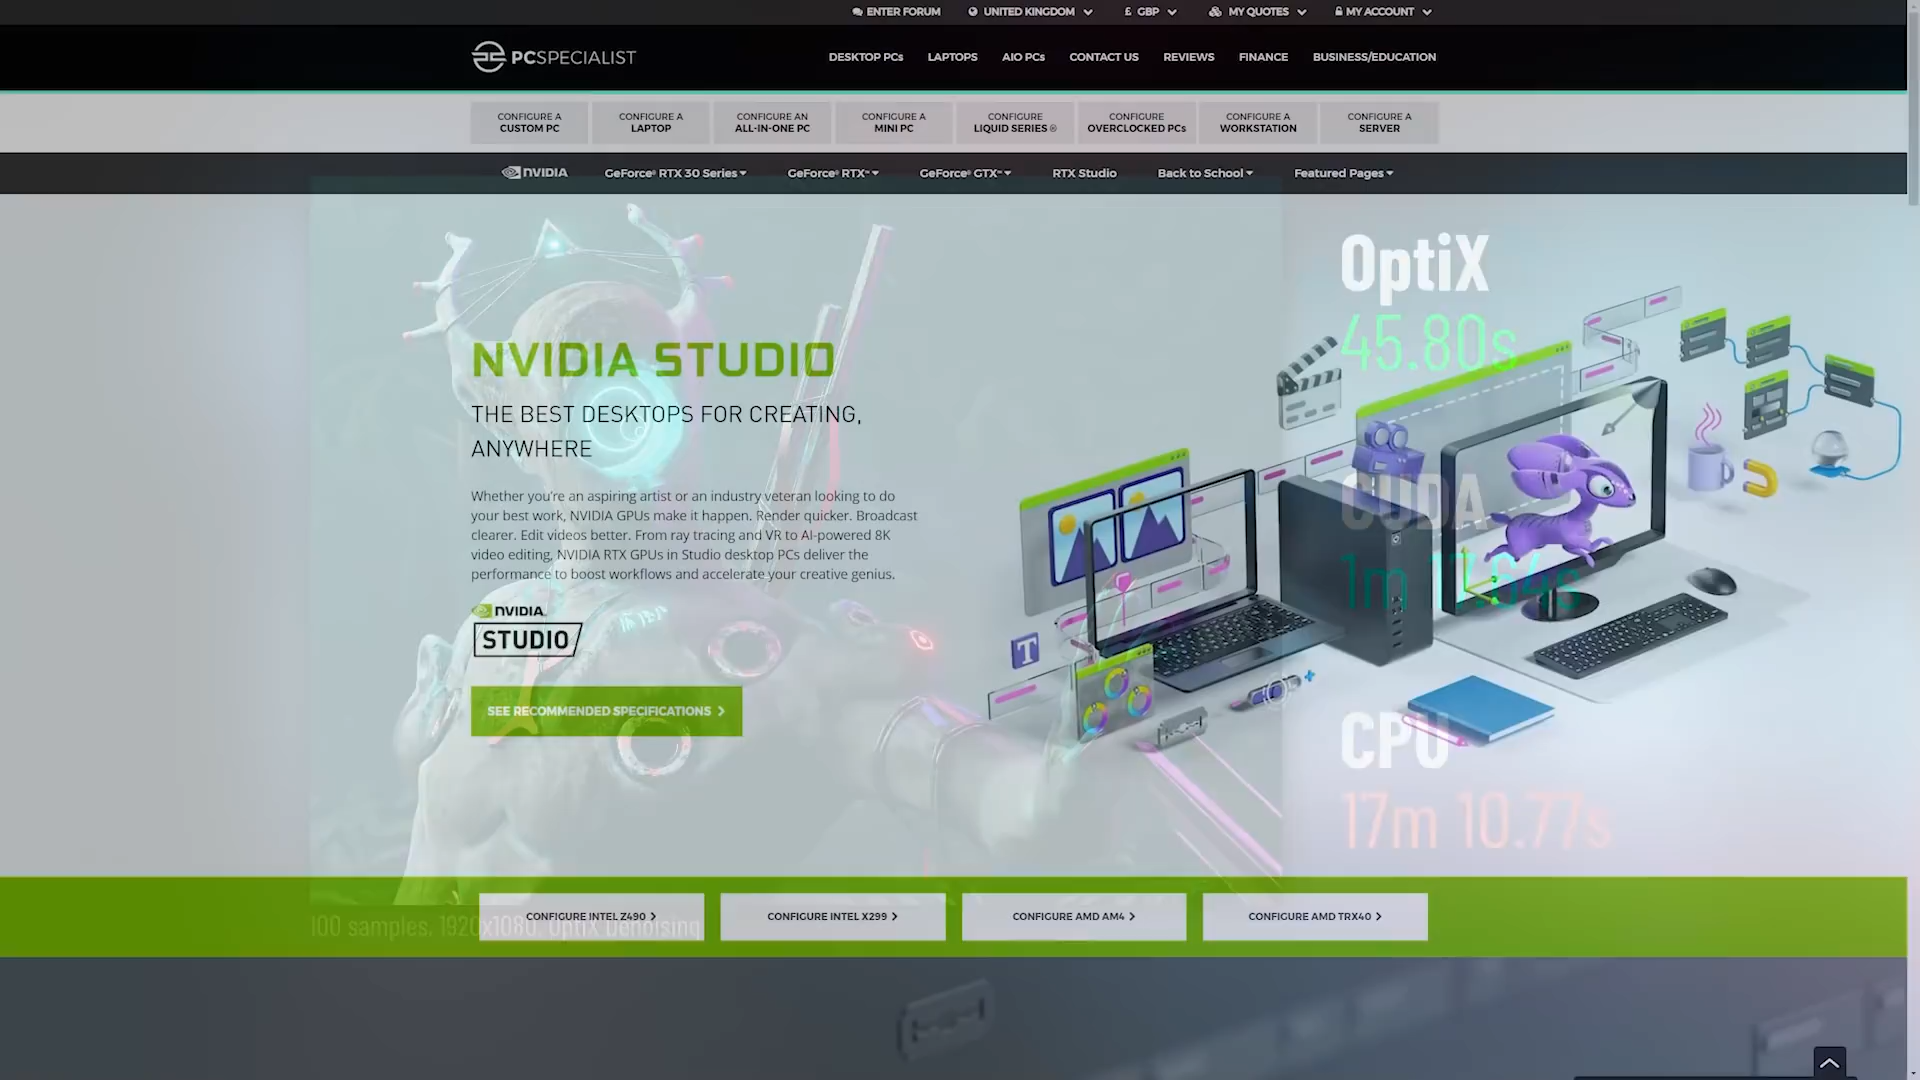 ENTER FORUM
UNITED KINGDOM
£ GBP
MY QUOTES
MY ACCOUNT
PCSPECIALIST
DESKTOP PCs
LAPTOPS
AIO PCs
CONTACT US
REVIEWS
FINANCE
BUSINESS/EDUCATION
CONFIGURE A
CUSTOM PC
CONFIGURE A
LAPTOP
CONFIGURE AN
ALL-IN-ONE PC
CONFIGURE A
MINI PC
CONFIGURE
LIQUID SERIES ®
CONFIGURE
OVERCLOCKED PCs
CONFIGURE A
WORKSTATION
CONFIGURE A
SERVER
NVIDIA
GeForce® RTX 30 Series
GeForce® RTX™
GeForce® GTX™
RTX Studio
Back to School
Featured Pages
OptiX
45.80s
NVIDIA STUDIO
THE BEST DESKTOPS FOR CREATING,
ANYWHERE
CUDA
1m 17.64s
Whether you're an aspiring artist or an industry veteran looking to do
your best work, NVIDIA GPUs make it happen. Render quicker. Broadcast
clearer. Edit videos better. From ray tracing and VR to AI-powered 8K
video editing, NVIDIA RTX GPUs in Studio desktop PCs deliver the
performance to boost workflows and accelerate your creative genius.
NVIDIA.
STUDIO
T
SEE RECOMMENDED SPECIFICATIONS
CPU
17m 10.77s
CONFIGURE INTEL Z490
CONFIGURE INTEL X299
CONFIGURE AMD AM4
CONFIGURE AMD TRX40
100 samples, 1920x1080, OptiX Denoising